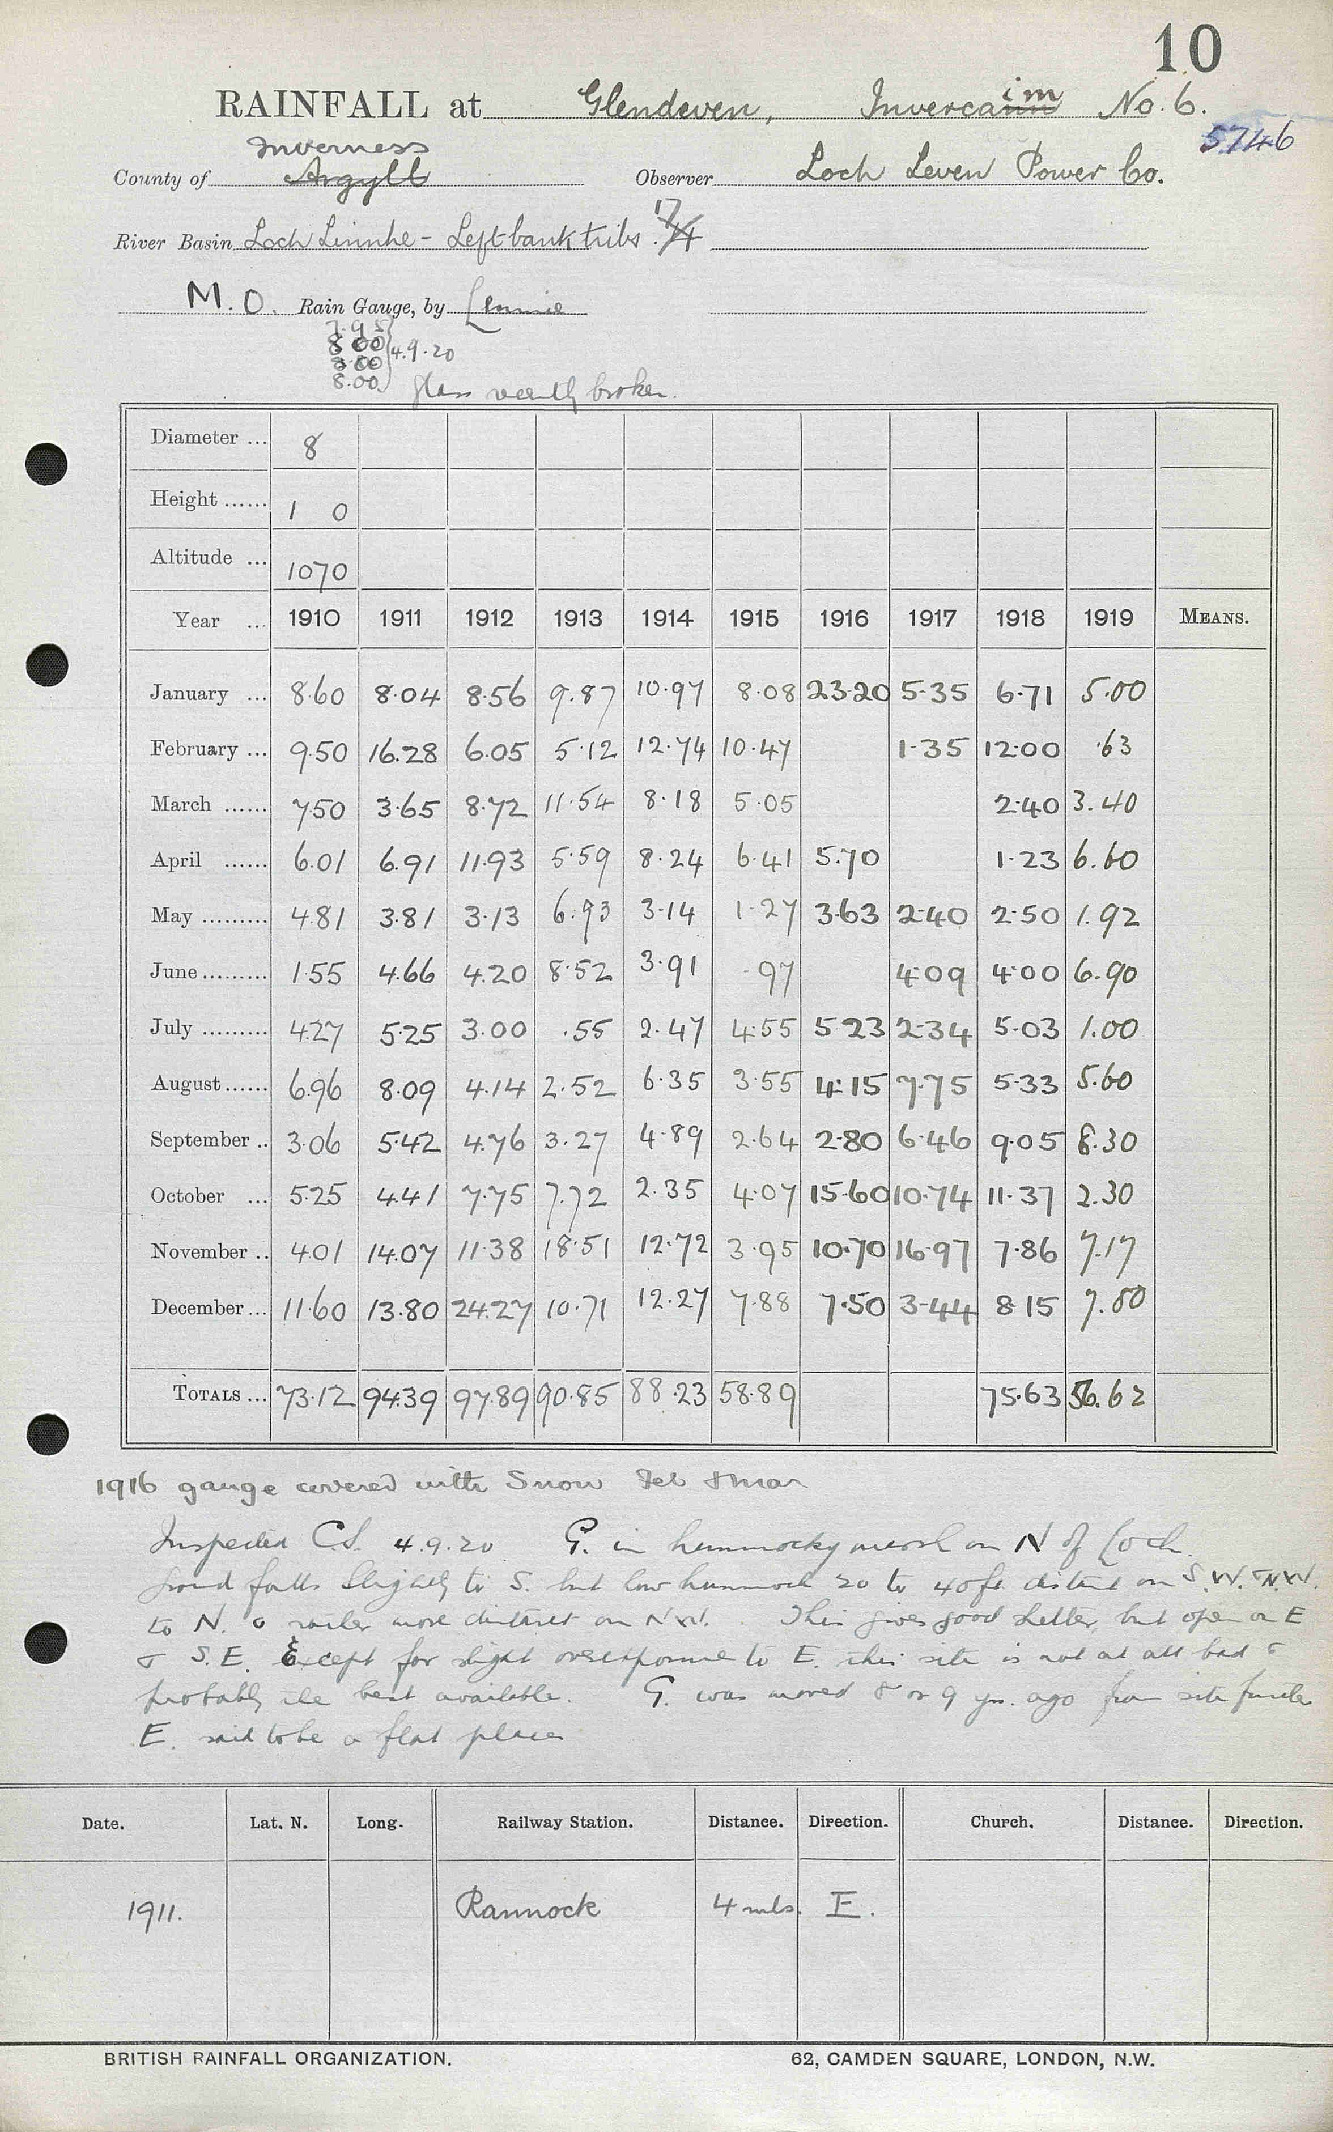 10
RAINFALL at Glendeven, Invercainn im No. 6.
5746
Inverness
County of Argyll Observer Loch Leven Power Co.
River Basin Loch Linnhe - Left bank tribs. 17/4
M.O. Rain Gauge, by
7.95
8.00
8.00 4.9.20
8.00
glass recently broken.
Diameter ... 8
Height ...... 1 0
Altitude ... 1070
Year ... 1910 1911 1912 1913 1914 1915 1916 1917 1918 1919 MEANS.
January ... 8.60 8.04 8.56 9.87 10.97 8.08 23.20 5.35 6.71 5.00
February ... 9.50 16.28 6.05 5.12 12.74 10.47 1.35 12.00 .63
March ...... 7.50 3.65 8.72 11.54 8.18 5.05 2.40 3.40
April ...... 6.01 6.91 11.93 5.59 8.24 6.41 5.70 1.23 6.60
May ......... 4.81 3.81 3.13 6.93 3.14 1.27 3.63 2.40 2.50 1.92
June ......... 1.55 4.66 4.20 8.52 3.91 .97 4.09 4.00 6.90
July ......... 4.27 5.25 3.00 .55 2.47 4.55 5.23 2.34 5.03 1.00
August ...... 6.96 8.09 4.14 2.52 6.35 3.55 4.15 7.75 5.33 5.60
September .. 3.06 5.42 4.76 3.27 4.89 2.64 2.80 6.46 9.05 8.30
October ... 5.25 4.41 7.75 7.72 2.35 4.07 15.60 10.74 11.37 2.30
November .. 4.01 14.07 11.38 18.51 12.72 3.95 10.70 16.97 7.86 7.17
December ... 11.60 13.80 24.27 10.71 12.27 7.88 7.50 3.44 8.15 7.80
TOTALS ... 73.12 94.39 97.89 90.85 88.23 58.89 75.63 56.62
1916 gauge covered with Snow Feb & Mar
Inspected C.S. 4.9.20 G. in hummocky marsh on N of Loch.
Ground falls slightly to S. but low hummock 20 to 40 ft. distant on S.W. & N.W.
to N. & rather more distant on NW. This gives good shelter, but open on E
& S.E. Except for slight overexposure to E. this site is not at all bad &
probably the best available. G. was moved 8 or 9 yrs. ago from site further
E. said to be a flat place
Date. Lat. N. Long. Railway Station. Distance. Direction. Church. Distance. Direction.
1911. Rannock 4 mls. E.
BRITISH RAINFALL ORGANIZATION. 62, CAMDEN SQUARE, LONDON, N.W.